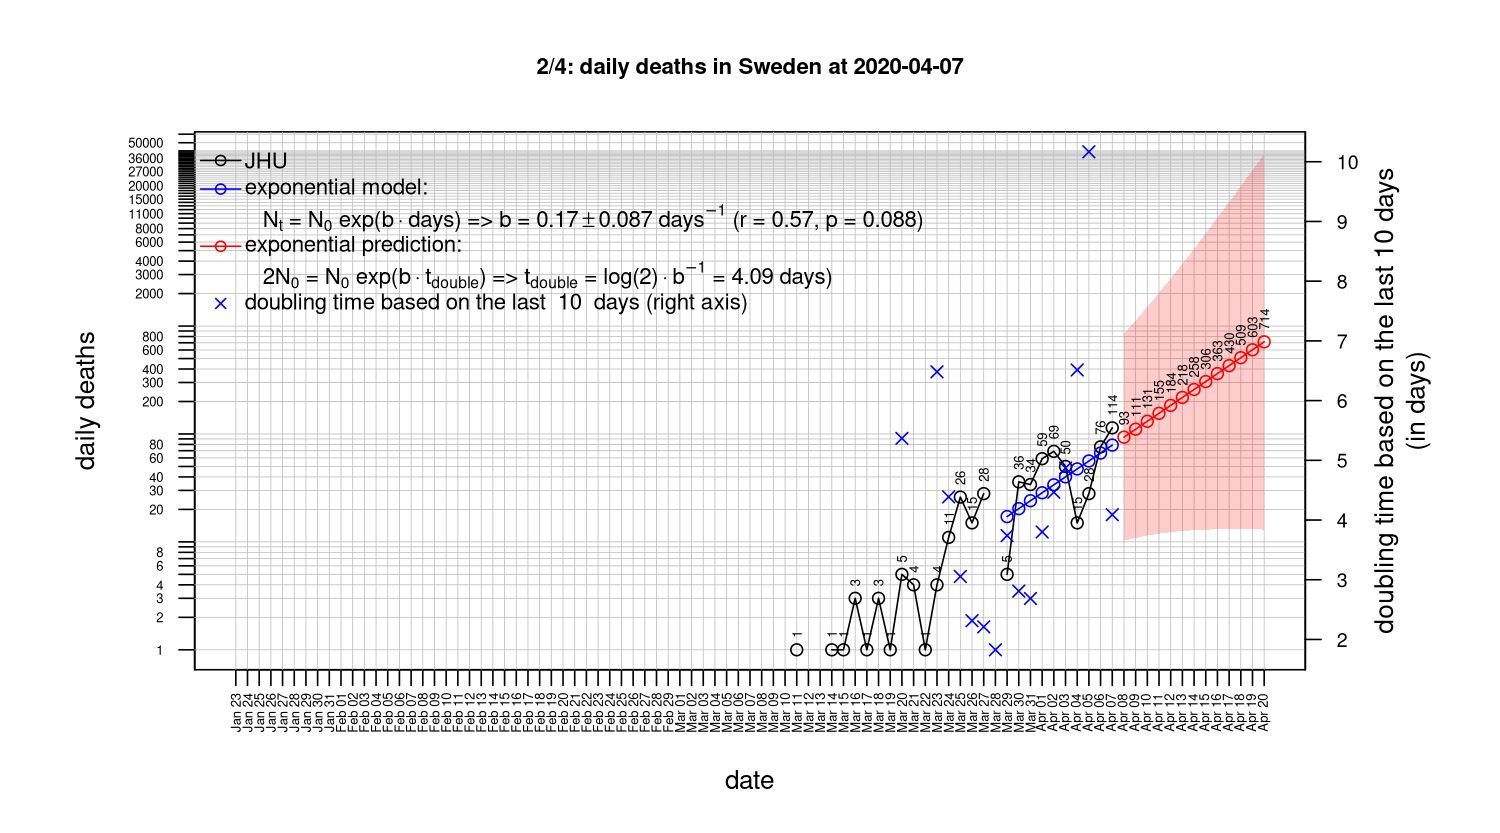 2/4: daily deaths in Sweden at 2020-04-07
JHU
exponential model:
Nt = N0 exp(b · days) => b = 0.17 ± 0.087 days−1 (r = 0.57, p = 0.088)
exponential prediction:
2N0 = N0 exp(b · tdouble) => tdouble = log(2) · b−1 = 4.09 days)
doubling time based on the last 10 days (right axis)
daily deaths
50000
36000
27000
20000
15000
11000
8000
6000
4000
3000
2000
800
600
400
300
200
80
60
40
30
20
8
6
4
3
2
1
1 1 1 3 1 3 1 5 4 1 4 11 26 15 28 5 36 34 59 69 50 15 28 76 114
93 111 131 155 184 218 258 306 363 430 509 603 714
10
9
8
7
6
5
4
3
2
doubling time based on the last 10 days
(in days)
Jan 23 Jan 24 Jan 25 Jan 26 Jan 27 Jan 28 Jan 29 Jan 30 Jan 31 Feb 01 Feb 02 Feb 03 Feb 04 Feb 05 Feb 06 Feb 07 Feb 08 Feb 09 Feb 10 Feb 11 Feb 12 Feb 13 Feb 14 Feb 15 Feb 16 Feb 17 Feb 18 Feb 19 Feb 20 Feb 21 Feb 22 Feb 23 Feb 24 Feb 25 Feb 26 Feb 27 Feb 28 Feb 29 Mar 01 Mar 02 Mar 03 Mar 04 Mar 05 Mar 06 Mar 07 Mar 08 Mar 09 Mar 10 Mar 11 Mar 12 Mar 13 Mar 14 Mar 15 Mar 16 Mar 17 Mar 18 Mar 19 Mar 20 Mar 21 Mar 22 Mar 23 Mar 24 Mar 25 Mar 26 Mar 27 Mar 28 Mar 29 Mar 30 Mar 31 Apr 01 Apr 02 Apr 03 Apr 04 Apr 05 Apr 06 Apr 07 Apr 08 Apr 09 Apr 10 Apr 11 Apr 12 Apr 13 Apr 14 Apr 15 Apr 16 Apr 17 Apr 18 Apr 19 Apr 20
date